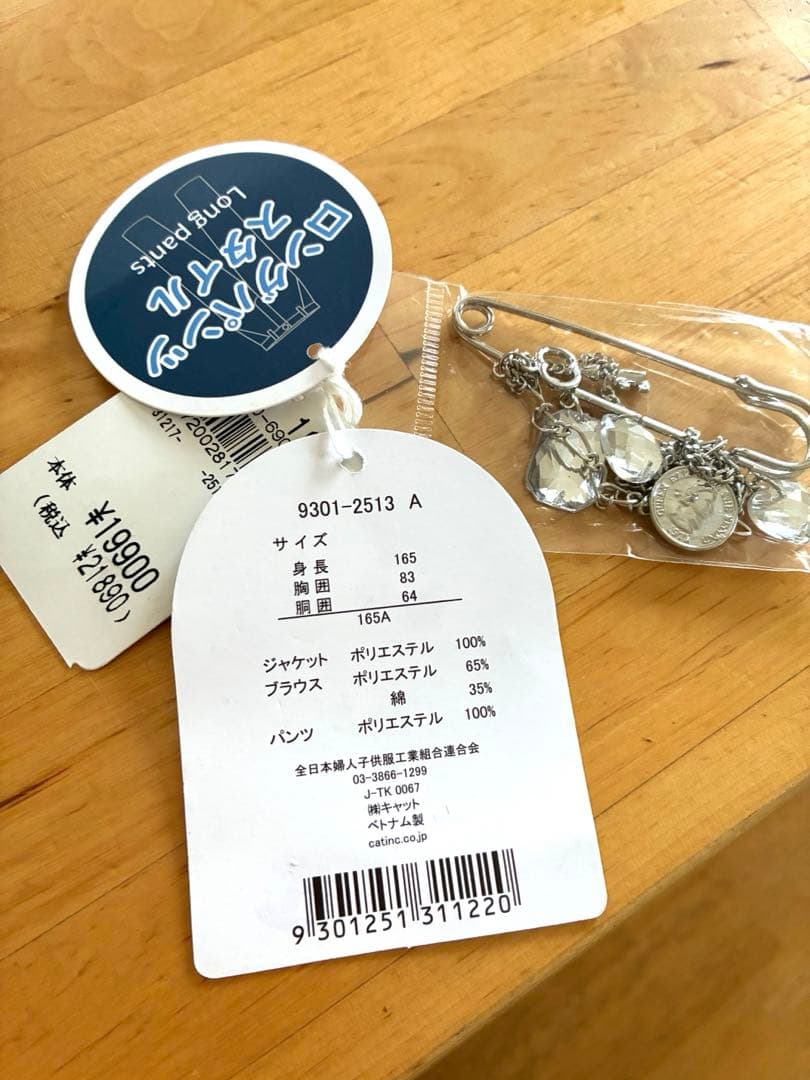 ロングパンツ
スタイル
Long pants
本体 ¥19900
(税込 ¥21890)
9301-2513 A
サイズ
身長 165
胸囲 83
胴囲 64
165A
ジャケット ポリエステル 100%
ブラウス ポリエステル 65%
綿 35%
パンツ ポリエステル 100%
全日本婦人子供服工業組合連合会
03-3866-1299
J-TK 0067
㈱キャット
ベトナム製
catinc.co.jp
9 301251 311220